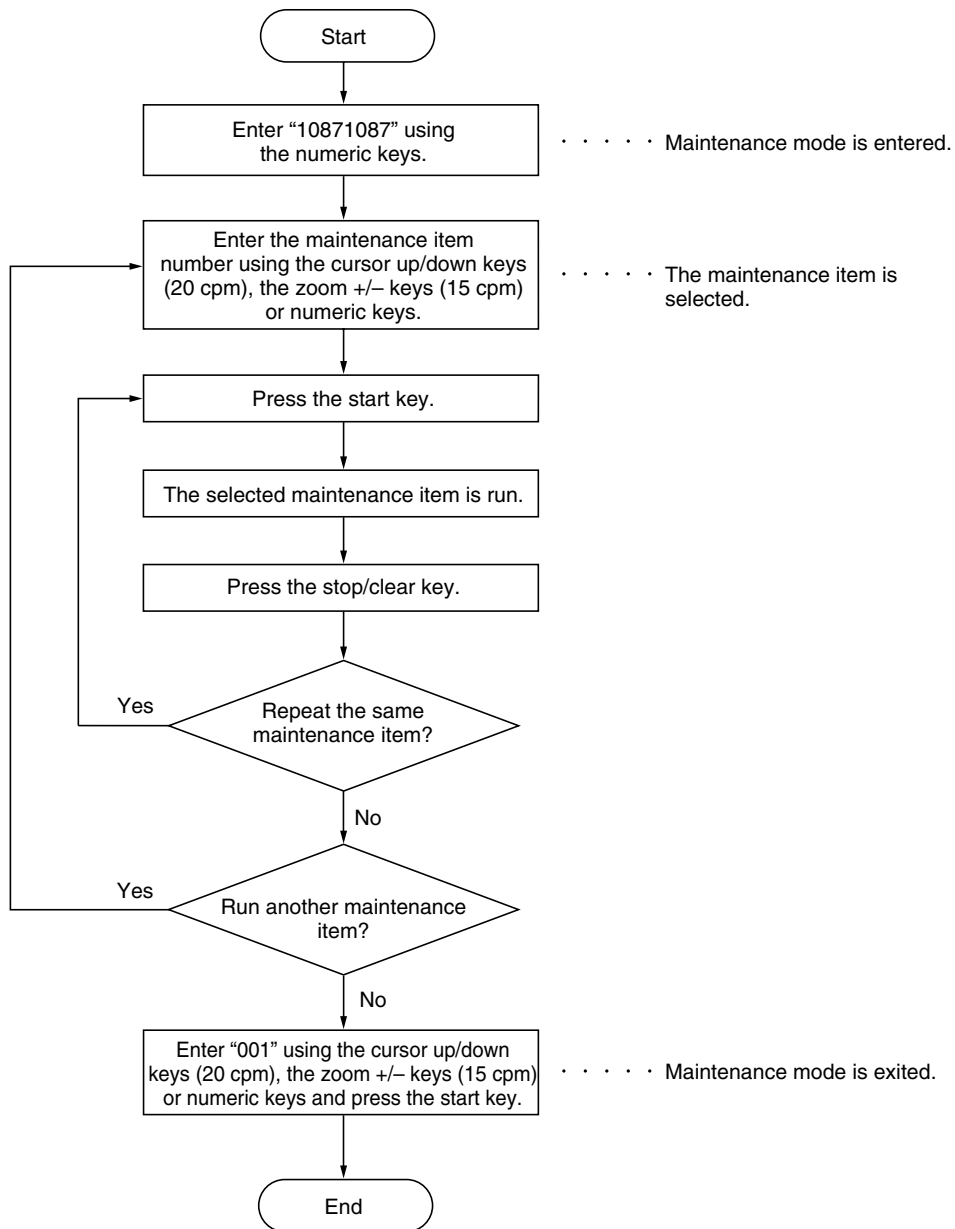 Start
Enter “10871087” using
the numeric keys.
· · · · · Maintenance mode is entered.
Enter the maintenance item
number using the cursor up/down keys
(20 cpm), the zoom +/– keys (15 cpm)
or numeric keys.
· · · · · The maintenance item is
selected.
Press the start key.
The selected maintenance item is run.
Press the stop/clear key.
Yes
Repeat the same
maintenance item?
No
Yes
Run another maintenance
item?
No
Enter “001” using the cursor up/down
keys (20 cpm), the zoom +/– keys (15 cpm)
or numeric keys and press the start key.
· · · · · Maintenance mode is exited.
End